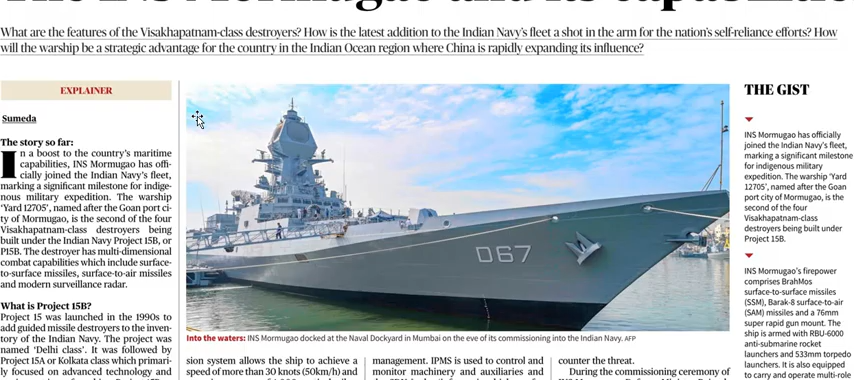 The INS Mormugao and its capabilitie
What are the features of the Visakhapatnam-class destroyers? How is the latest addition to the Indian Navy's fleet a shot in the arm for the nation's self-reliance efforts? How
will the warship be a strategic advantage for the country in the Indian Ocean region where China is rapidly expanding its influence?
EXPLAINER
Sumeda
The story so far:
In a boost to the country's maritime
capabilities, INS Mormugao has offi-
cially joined the Indian Navy's fleet,
marking a significant milestone for indige-
nous military expedition. The warship
‘Yard 12705’, named after the Goan port ci-
ty of Mormugao, is the second of the four
Visakhapatnam-class destroyers being
built under the Indian Navy Project 15B, or
P15B. The destroyer has multi-dimensional
combat capabilities which include surface-
to-surface missiles, surface-to-air missiles
and modern surveillance radar.
What is Project 15B?
Project 15 was launched in the 1990s to
add guided missile destroyers to the inven-
tory of the Indian Navy. The project was
named ‘Delhi class’. It was followed by
Project 15A or Kolkata class which primari-
ly focused on advanced technology and
D67
Into the waters: INS Mormugao docked at the Naval Dockyard in Mumbai on the eve of its commissioning into the Indian Navy. AFP
sion system allows the ship to achieve a
speed of more than 30 knots (50km/h) and
management. IPMS is used to control and
monitor machinery and auxiliaries and
counter the threat.
During the commissioning ceremony of
THE GIST
INS Mormugao has officially
joined the Indian Navy's fleet,
marking a significant milestone
for indigenous military
expedition. The warship ‘Yard
12705’, named after the Goan
port city of Mormugao, is the
second of the four
Visakhapatnam-class
destroyers being built under
Project 15B.
INS Mormugao's firepower
comprises BrahMos
surface-to-surface missiles
(SSM), Barak-8 surface-to-air
(SAM) missiles and a 76mm
super rapid gun mount. The
ship is armed with RBU-6000
anti-submarine rocket
launchers and 533mm torpedo
launchers. It is also equipped
to carry and operate multi-role